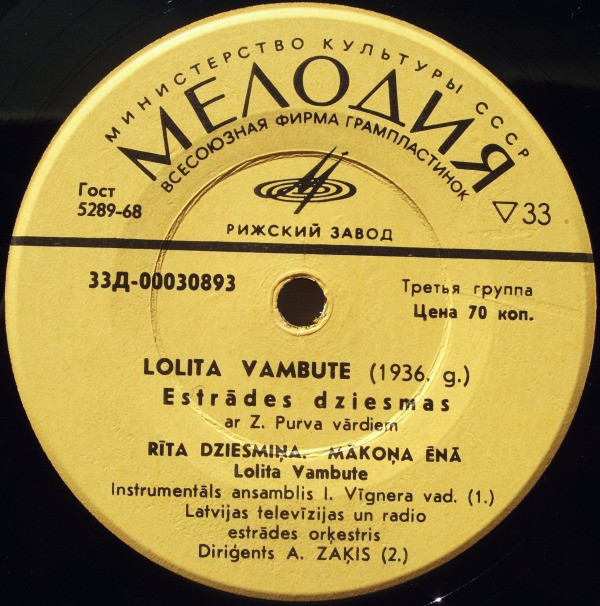 МИНИСТЕРСТВО КУЛЬТУРЫ СССР
МЕЛОДИЯ
ВСЕСОЮЗНАЯ ФИРМА ГРАМПЛАСТИНОК
Гост
5289-68
▽33
РИЖСКИЙ ЗАВОД
33Д-00030893
Третья группа
Цена 70 коп.
LOLITA VAMBUTE (1936. g.)
Estrādes dziesmas
ar Z. Purva vārdiem
RĪTA DZIESMIŅA. MĀKOŅA ĒNĀ
Lolita Vambute
Instrumentāls ansamblis I. Vīgnera vad. (1.)
Latvijas televīzijas un radio
estrādes orķestris
Diriģents A. ZAĶIS (2.)